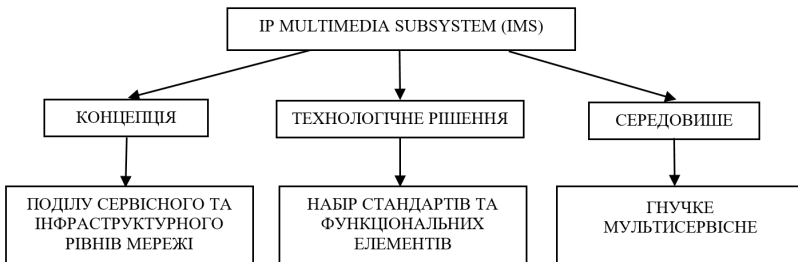 IP MULTIMEDIA SUBSYSTEM (IMS)
КОНЦЕПЦІЯ
ТЕХНОЛОГІЧНЕ РІШЕННЯ
СЕРЕДОВИШЕ
ПОДІЛУ СЕРВІСНОГО ТА
ІНФРАСТРУКТУРНОГО
РІВНІВ МЕРЕЖІ
НАБІР СТАНДАРТІВ ТА
ФУНКЦІОНАЛЬНИХ
ЕЛЕМЕНТІВ
ГНУЧКЕ
МУЛЬТИСЕРВІСНЕ